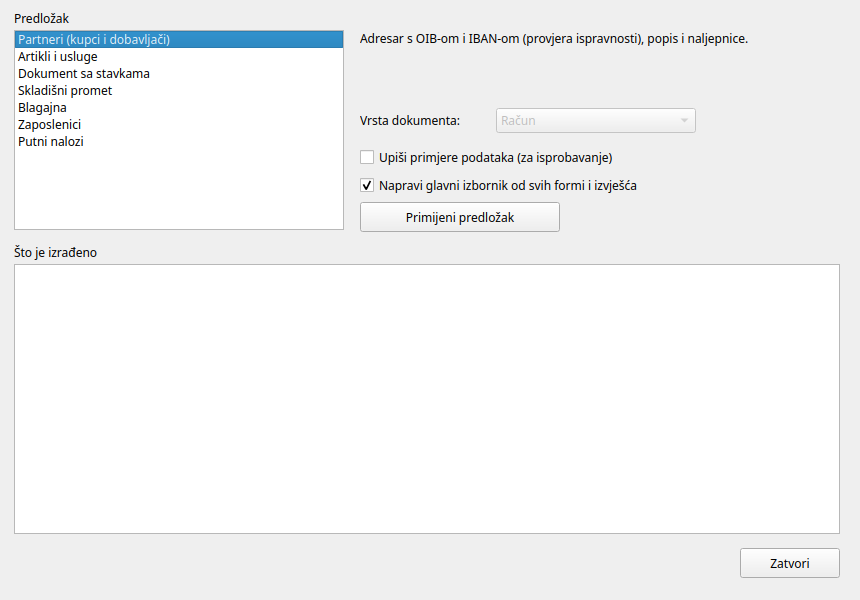 Predložak
Partneri (kupci i dobavljači)
Artikli i usluge
Dokument sa stavkama
Skladišni promet
Blagajna
Zaposlenici
Putni nalozi
Adresar s OIB-om i IBAN-om (provjera ispravnosti), popis i naljepnice.
Vrsta dokumenta:
Račun
Upiši primjere podataka (za isprobavanje)
Napravi glavni izbornik od svih formi i izvješća
Primijeni predložak
Što je izrađeno
Zatvori